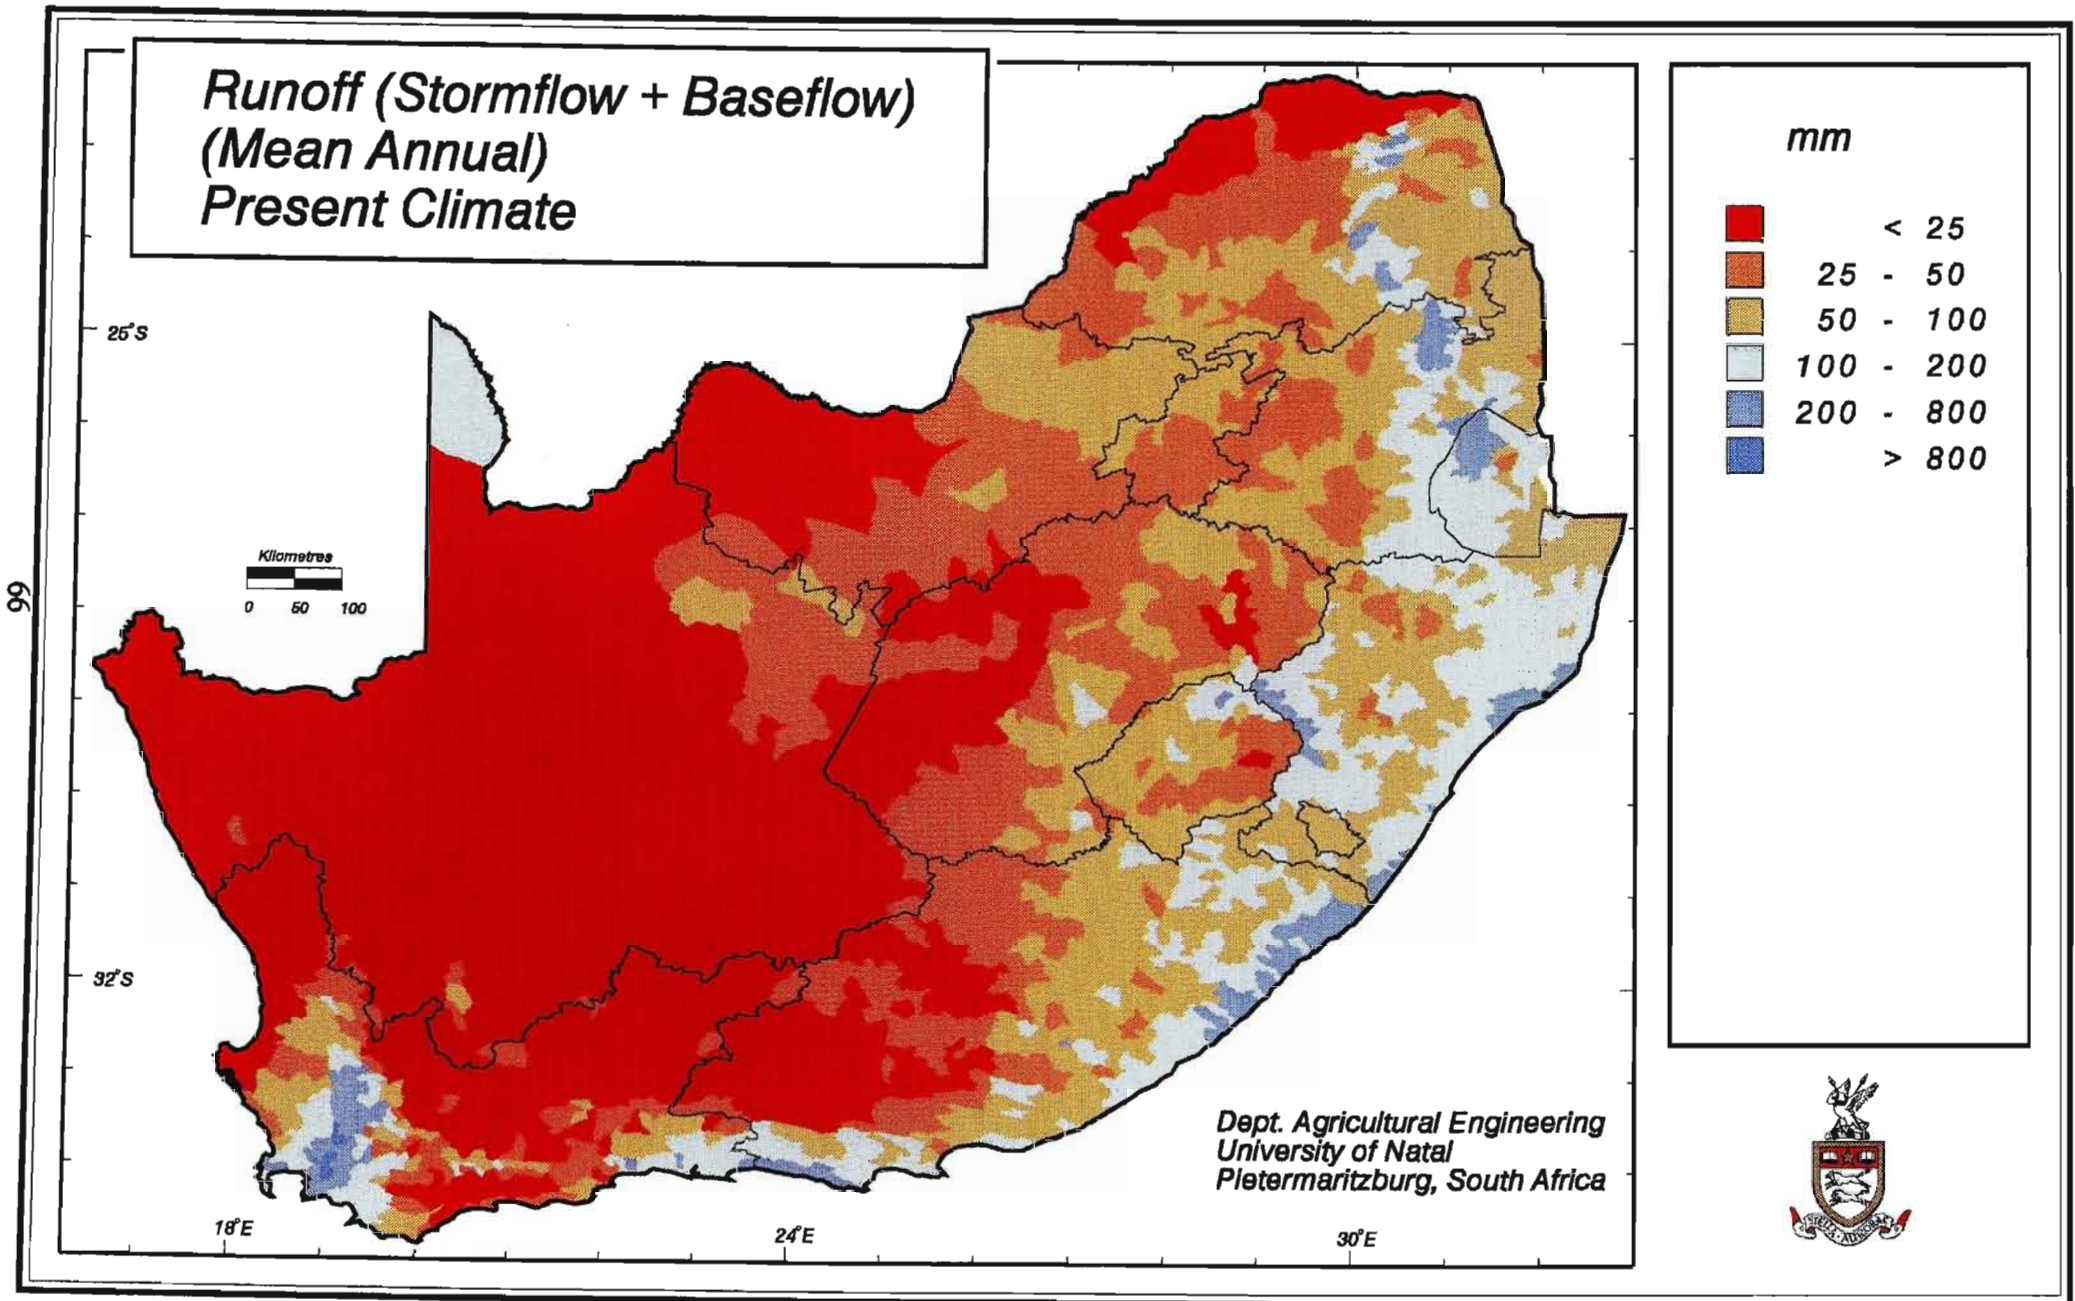 Runoff (Stormflow + Baseflow)
(Mean Annual)
Present Climate
mm
< 25
25 - 50
50 - 100
100 - 200
200 - 800
> 800
25°S
Kilometres
0 50 100
99
32°S
Dept. Agricultural Engineering
University of Natal
Pietermaritzburg, South Africa
18°E
24°E
30°E